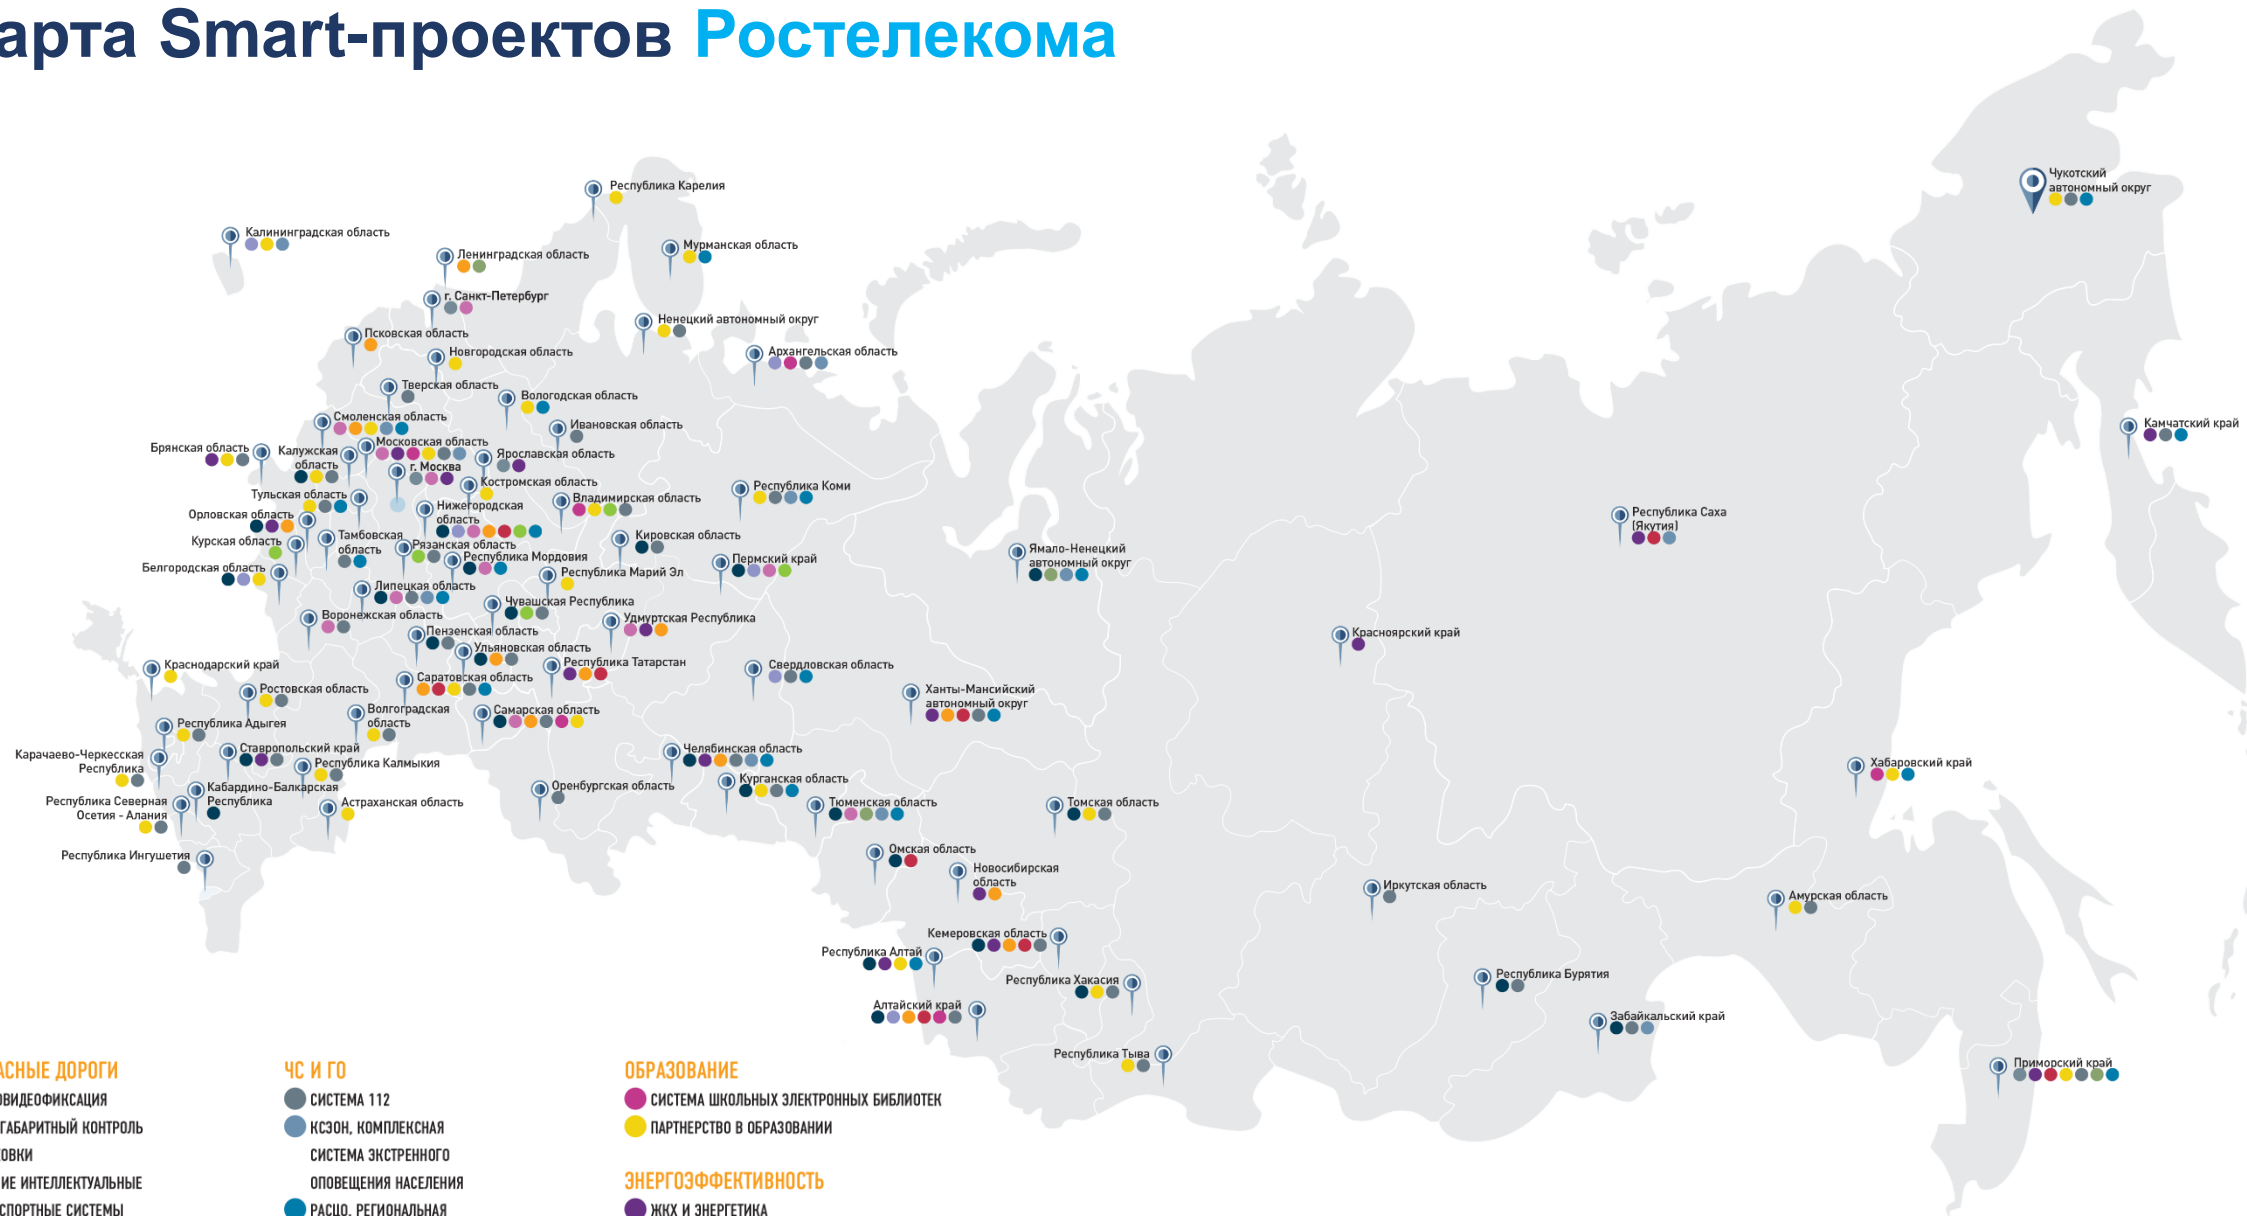 арта Smart-проектов Ростелекома
Чукотский
автономный округ
Республика Карелия
Калининградская область
Мурманская область
Ленинградская область
г. Санкт-Петербург
Ненецкий автономный округ
Псковская область
Новгородская область
Архангельская область
Тверская область
Вологодская область
Смоленская область
Ивановская область
Камчатский край
Московская область
Брянская область
Калужская
область
Ярославская область
г. Москва
Костромская область
Республика Коми
Тульская область
Владимирская область
Нижегородская
область
Орловская область
Республика Саха
(Якутия)
Курская область
Тамбовская
область
Кировская область
Рязанская область
Республика Мордовия
Пермский край
Ямало-Ненецкий
автономный округ
Белгородская область
Республика Марий Эл
Липецкая область
Чувашская Республика
Воронежская область
Удмуртская Республика
Пензенская область
Красноярский край
Ульяновская область
Краснодарский край
Республика Татарстан
Свердловская область
Саратовская область
Ростовская область
Ханты-Мансийский
автономный округ
Волгоградская
область
Самарская область
Республика Адыгея
Карачаево-Черкесская
Республика
Ставропольский край
Республика Калмыкия
Челябинская область
Хабаровский край
Кабардино-Балкарская
Республика
Оренбургская область
Курганская область
Республика Северная
Осетия - Алания
Астраханская область
Тюменская область
Томская область
Республика Ингушетия
Омская область
Новосибирская
область
Иркутская область
Амурская область
Кемеровская область
Республика Алтай
Республика Хакасия
Республика Бурятия
Алтайский край
Забайкальский край
Республика Тыва
Приморский край
АСНЫЕ ДОРОГИ
ОВИДЕОФИКСАЦИЯ
ГАБАРИТНЫЙ КОНТРОЛЬ
ОВКИ
ИЕ ИНТЕЛЛЕКТУАЛЬНЫЕ
СПОРТНЫЕ СИСТЕМЫ
ЧС И ГО
СИСТЕМА 112
КСЭОН, КОМПЛЕКСНАЯ
СИСТЕМА ЭКСТРЕННОГО
ОПОВЕЩЕНИЯ НАСЕЛЕНИЯ
РАСЦО, РЕГИОНАЛЬНАЯ
ОБРАЗОВАНИЕ
СИСТЕМА ШКОЛЬНЫХ ЭЛЕКТРОННЫХ БИБЛИОТЕК
ПАРТНЕРСТВО В ОБРАЗОВАНИИ
ЭНЕРГОЭФФЕКТИВНОСТЬ
ЖКХ И ЭНЕРГЕТИКА